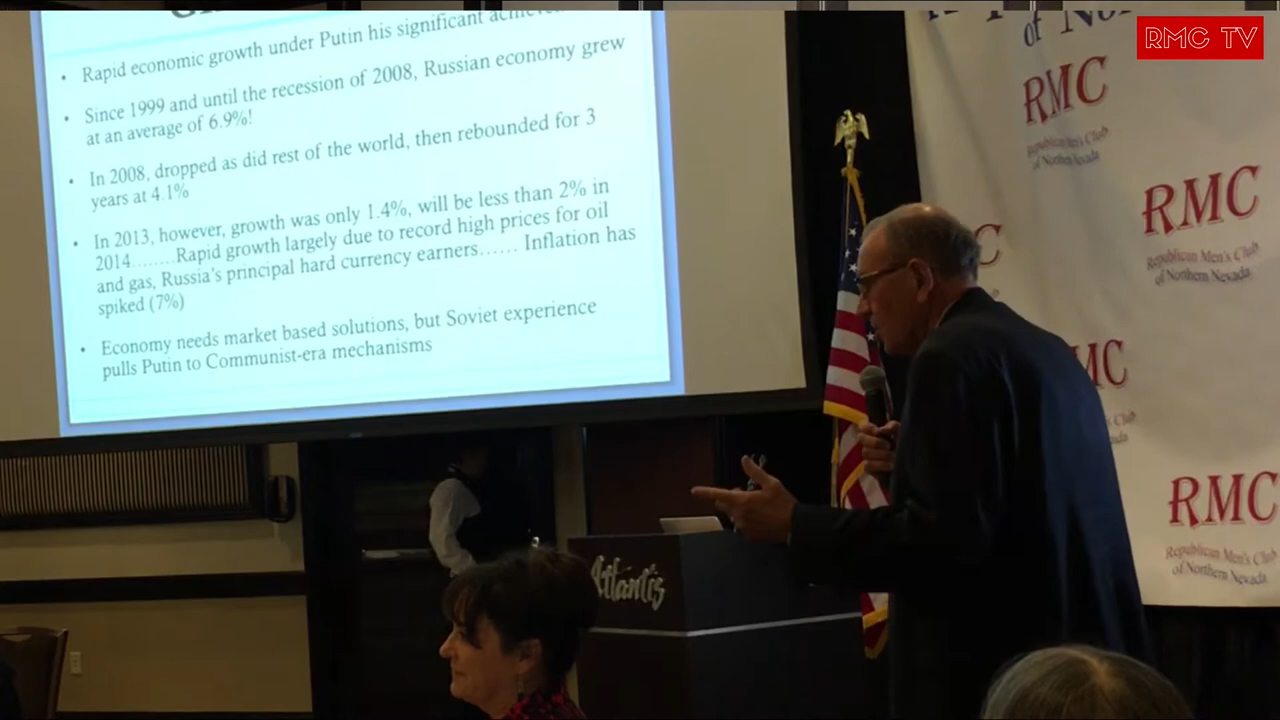 Rapid economic growth under Putin his significant
• Since 1999 and until the recession of 2008, Russian economy grew
at an average of 6.9%!
• In 2008, dropped as did rest of the world, then rebounded for 3
years at 4.1%
• In 2013, however, growth was only 1.4%, will be less than 2% in
2014........Rapid growth largely due to record high prices for oil
and gas, Russia's principal hard currency earners...... Inflation has
spiked (7%)
• Economy needs market based solutions, but Soviet experience
pulls Putin to Communist-era mechanisms
Atlantis
RMC TV
of
RMC
Republican Men's Club
of Northern Nevada
RMC
Republican Men's Club
of Northern Nevada
C
MC
RMC
Republican Men's Club
of Northern Nevada